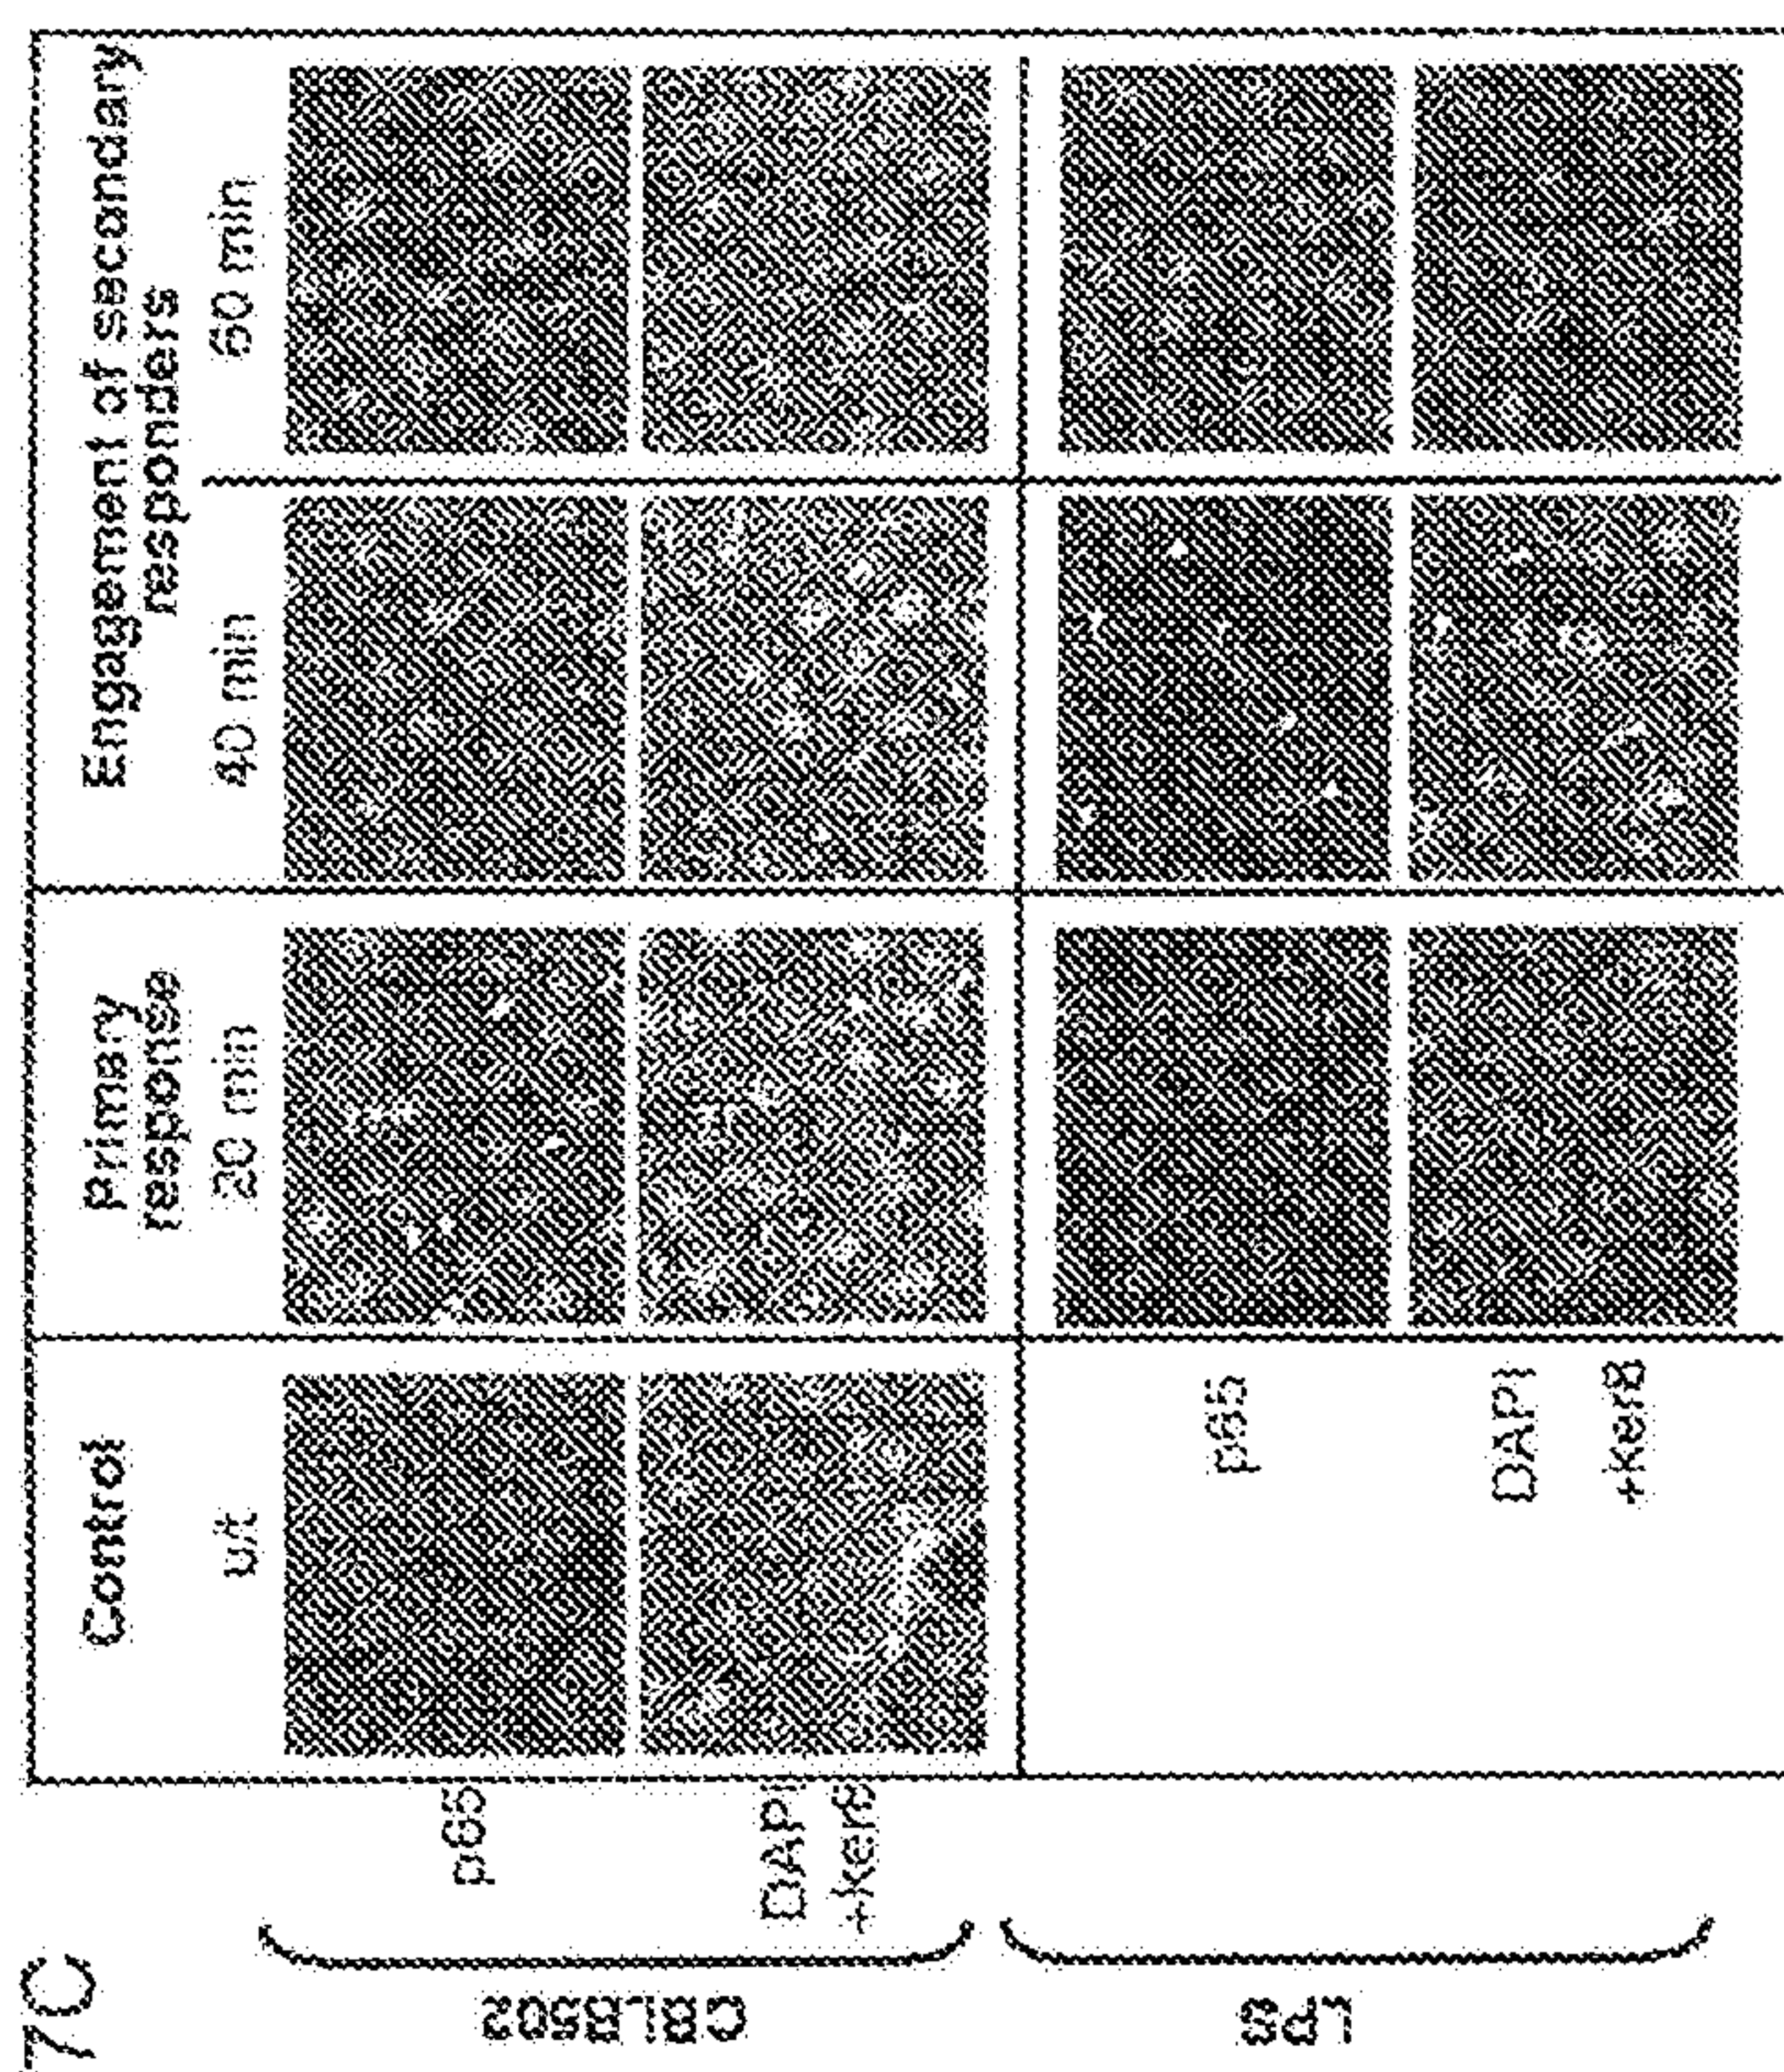 7C
Control
Primary
response
Engagement of secondary
responders
u/t
20 min
40 min
60 min
CBLB502
p65
DAPI
+ker8
LPS
p65
DAPI
+ker8